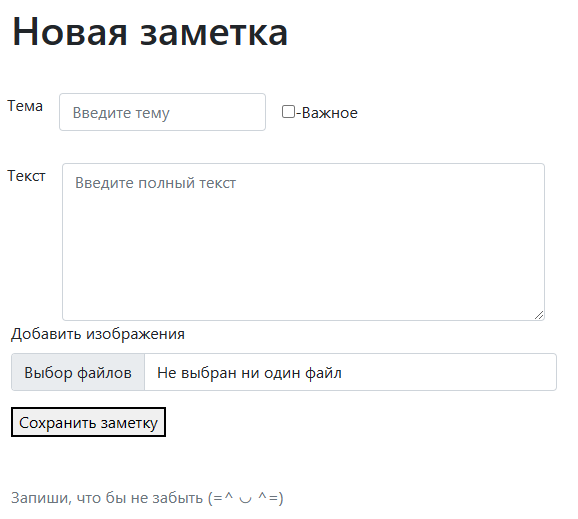 Новая заметка
Тема Введите тему -Важное
Текст Введите полный текст
Добавить изображения
Выбор файлов Не выбран ни один файл
Сохранить заметку
Запиши, что бы не забыть (=^ ◡ ^=)